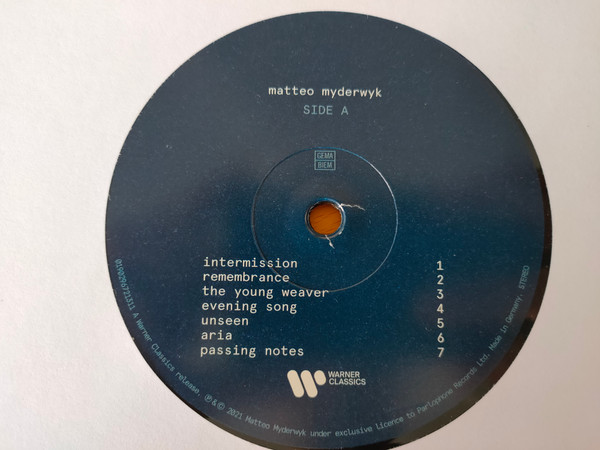 matteo myderwyk
SIDE A
GEMA
BIEM
intermission 1
remembrance 2
the young weaver 3
evening song 4
unseen 5
aria 6
passing notes 7
WARNER
CLASSICS
A Warner Classics release. ℗ & © 2021 Matteo Myderwyk under exclusive Licence to Parlophone Records Ltd. Made in Germany. STEREO